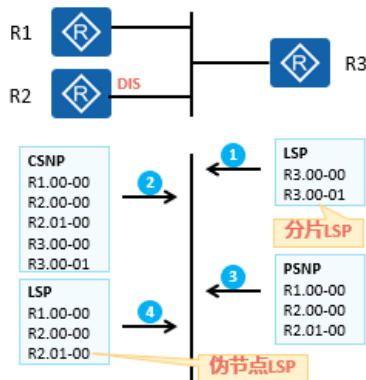 R1
R2
DIS
R3
CSNP
R1.00-00
R2.00-00
R2.01-00
R3.00-00
R3.00-01
2
1
LSP
R3.00-00
R3.00-01
分片LSP
LSP
R1.00-00
R2.00-00
R2.01-00
4
3
PSNP
R1.00-00
R2.00-00
R2.01-00
伪节点LSP